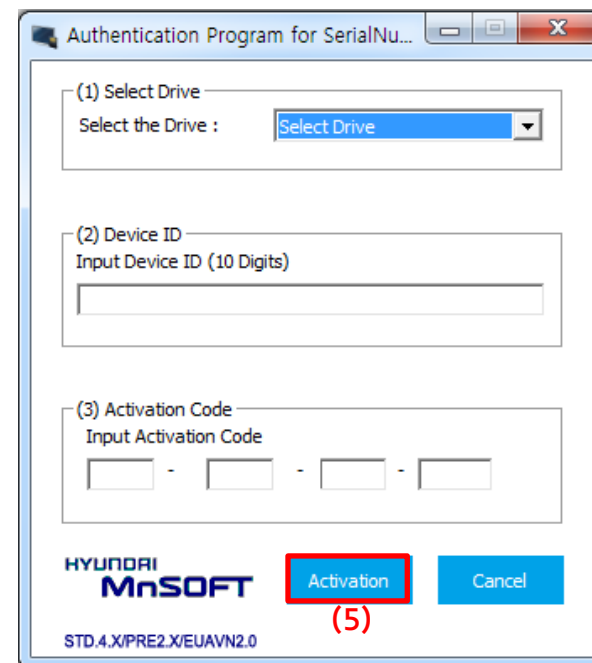 Authentication Program for SerialNu...
(1) Select Drive
Select the Drive :
Select Drive
(2) Device ID
Input Device ID (10 Digits)
(3) Activation Code
Input Activation Code
- - -
HYUNDAI
MnSOFT
Activation
Cancel
(5)
STD.4.X/PRE2.X/EUAVN2.0